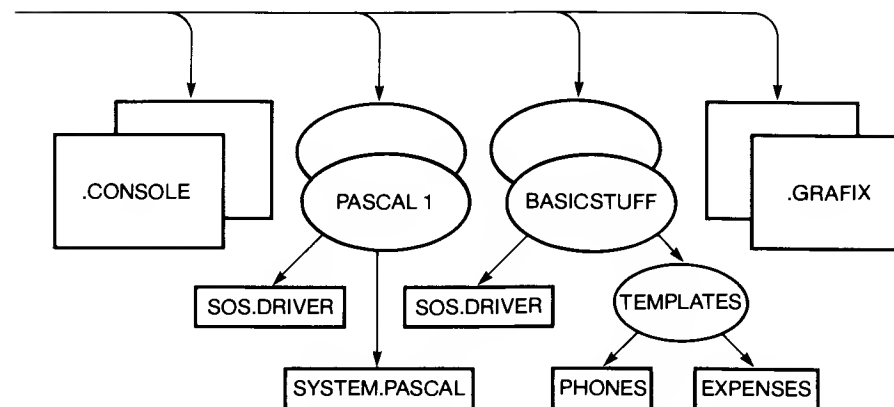 .CONSOLE
PASCAL 1
BASICSTUFF
.GRAFIX
SOS.DRIVER
SOS.DRIVER
TEMPLATES
SYSTEM.PASCAL
PHONES
EXPENSES